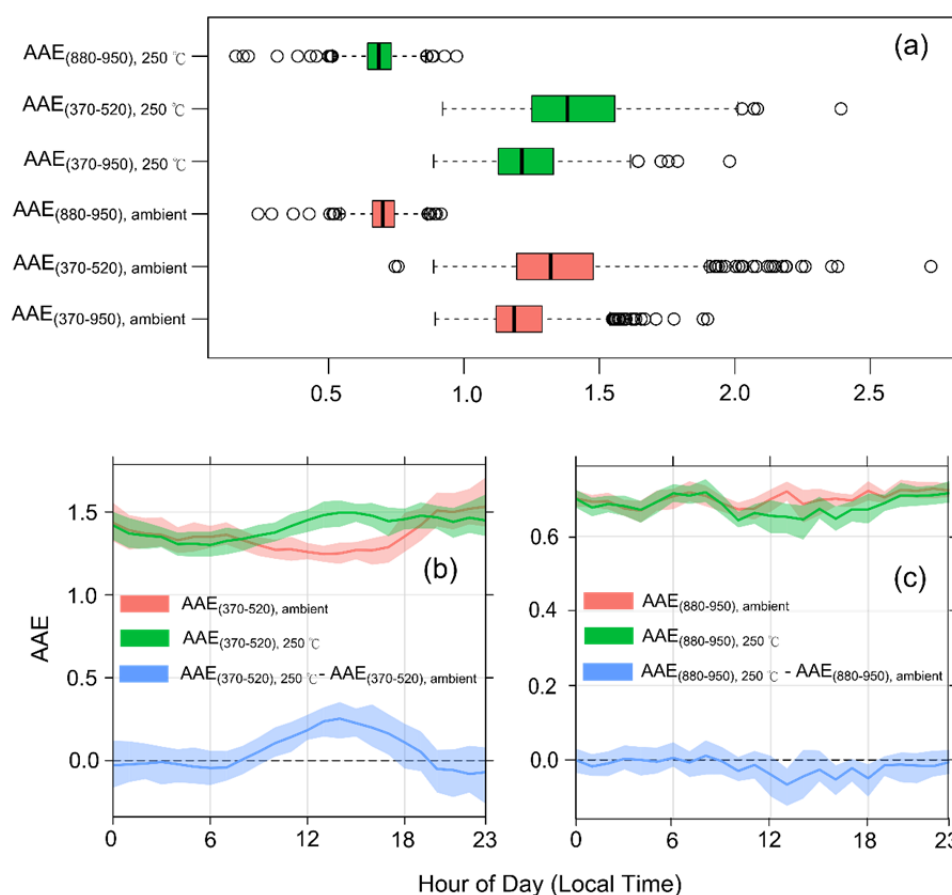 (a)
AAE(880-950), 250 ℃
AAE(370-520), 250 ℃
AAE(370-950), 250 ℃
AAE(880-950), ambient
AAE(370-520), ambient
AAE(370-950), ambient
0.5 1.0 1.5 2.0 2.5
AAE
1.5
1.0
1.5
0.0
(b)
AAE(370-520), ambient
AAE(370-520), 250 ℃
AAE(370-520), 250 ℃ - AAE(370-520), ambient
0 6 12 18 23
0.6
0.4
0.2
0.0
(c)
AAE(880-950), ambient
AAE(880-950), 250 ℃
AAE(880-950), 250 ℃ - AAE(880-950), ambient
0 6 12 18 23
Hour of Day (Local Time)